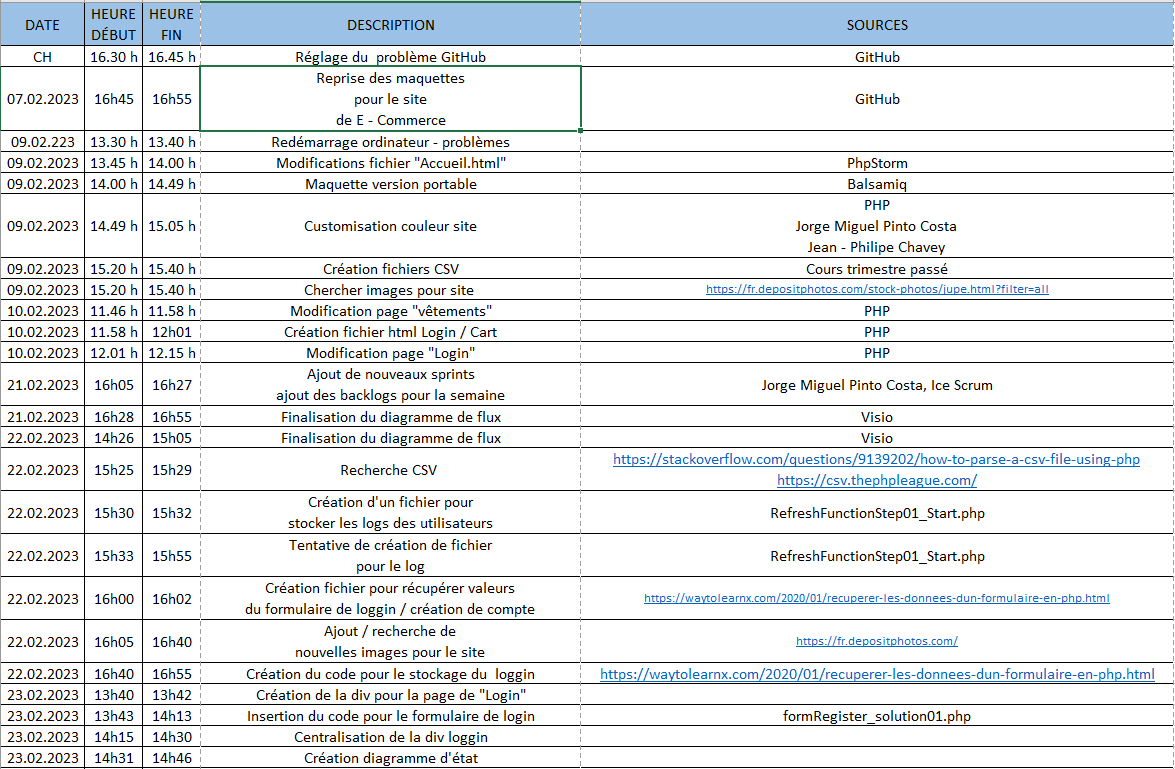 DATE HEURE DÉBUT HEURE FIN DESCRIPTION SOURCES
CH 16.30 h 16.45 h Réglage du  problème GitHub GitHub
07.02.2023 16h45 16h55 Reprise des maquettes
pour le site
de E - Commerce
GitHub
09.02.223 13.30 h 13.40 h Redémarrage ordinateur - problèmes
09.02.2023 13.45 h 14.00 h Modifications fichier "Accueil.html" PhpStorm
09.02.2023 14.00 h 14.49 h Maquette version portable Balsamiq
09.02.2023 14.49 h 15.05 h Customisation couleur site PHP
Jorge Miguel Pinto Costa
Jean - Philipe Chavey
09.02.2023 15.20 h 15.40 h Création fichiers CSV Cours trimestre passé
09.02.2023 15.20 h 15.40 h Chercher images pour site https://fr.depositphotos.com/stock-photos/jupe.html?filter=all
10.02.2023 11.46 h 11.58 h Modification page "vêtements" PHP
10.02.2023 11.58 h 12h01 Création fichier html Login / Cart PHP
10.02.2023 12.01 h 12.15 h Modification page "Login" PHP
21.02.2023 16h05 16h27 Ajout de nouveaux sprints
ajout des backlogs pour la semaine
Jorge Miguel Pinto Costa, Ice Scrum
21.02.2023 16h28 16h55 Finalisation du diagramme de flux Visio
22.02.2023 14h26 15h05 Finalisation du diagramme de flux Visio
22.02.2023 15h25 15h29 Recherche CSV https://stackoverflow.com/questions/9139202/how-to-parse-a-csv-file-using-php
https://csv.thephpleague.com/
22.02.2023 15h30 15h32 Création d'un fichier pour
stocker les logs des utilisateurs
RefreshFunctionStep01_Start.php
22.02.2023 15h33 15h55 Tentative de création de fichier
pour le log
RefreshFunctionStep01_Start.php
22.02.2023 16h00 16h02 Création fichier pour récupérer valeurs
du formulaire de loggin / création de compte
https://waytolearnx.com/2020/01/recuperer-les-donnees-dun-formulaire-en-php.html
22.02.2023 16h05 16h40 Ajout / recherche de
nouvelles images pour le site
https://fr.depositphotos.com/
22.02.2023 16h40 16h55 Création du code pour le stockage du  loggin https://waytolearnx.com/2020/01/recuperer-les-donnees-dun-formulaire-en-php.html
23.02.2023 13h40 13h42 Création de la div pour la page de "Login"
23.02.2023 13h43 14h13 Insertion du code pour le formulaire de login formRegister_solution01.php
23.02.2023 14h15 14h30 Centralisation de la div loggin
23.02.2023 14h31 14h46 Création diagramme d'état